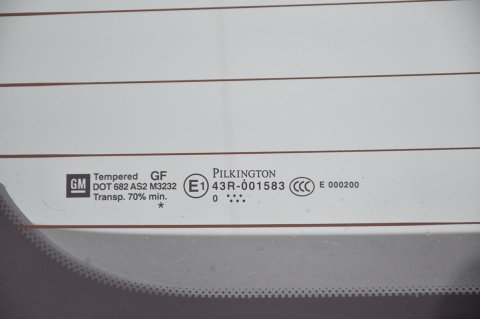 GM
Tempered GF
DOT 682 AS2 M3232
Transp. 70% min.
*
E1
PILKINGTON
43R-001583
0
CCC
E 000200